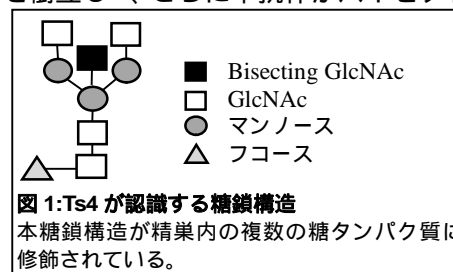 Bisecting GlcNAc
GlcNAc
マンノース
フコース
図 1:Ts4 が認識する糖鎖構造
本糖鎖構造が精巣内の複数の糖タンパク質に
修飾されている。